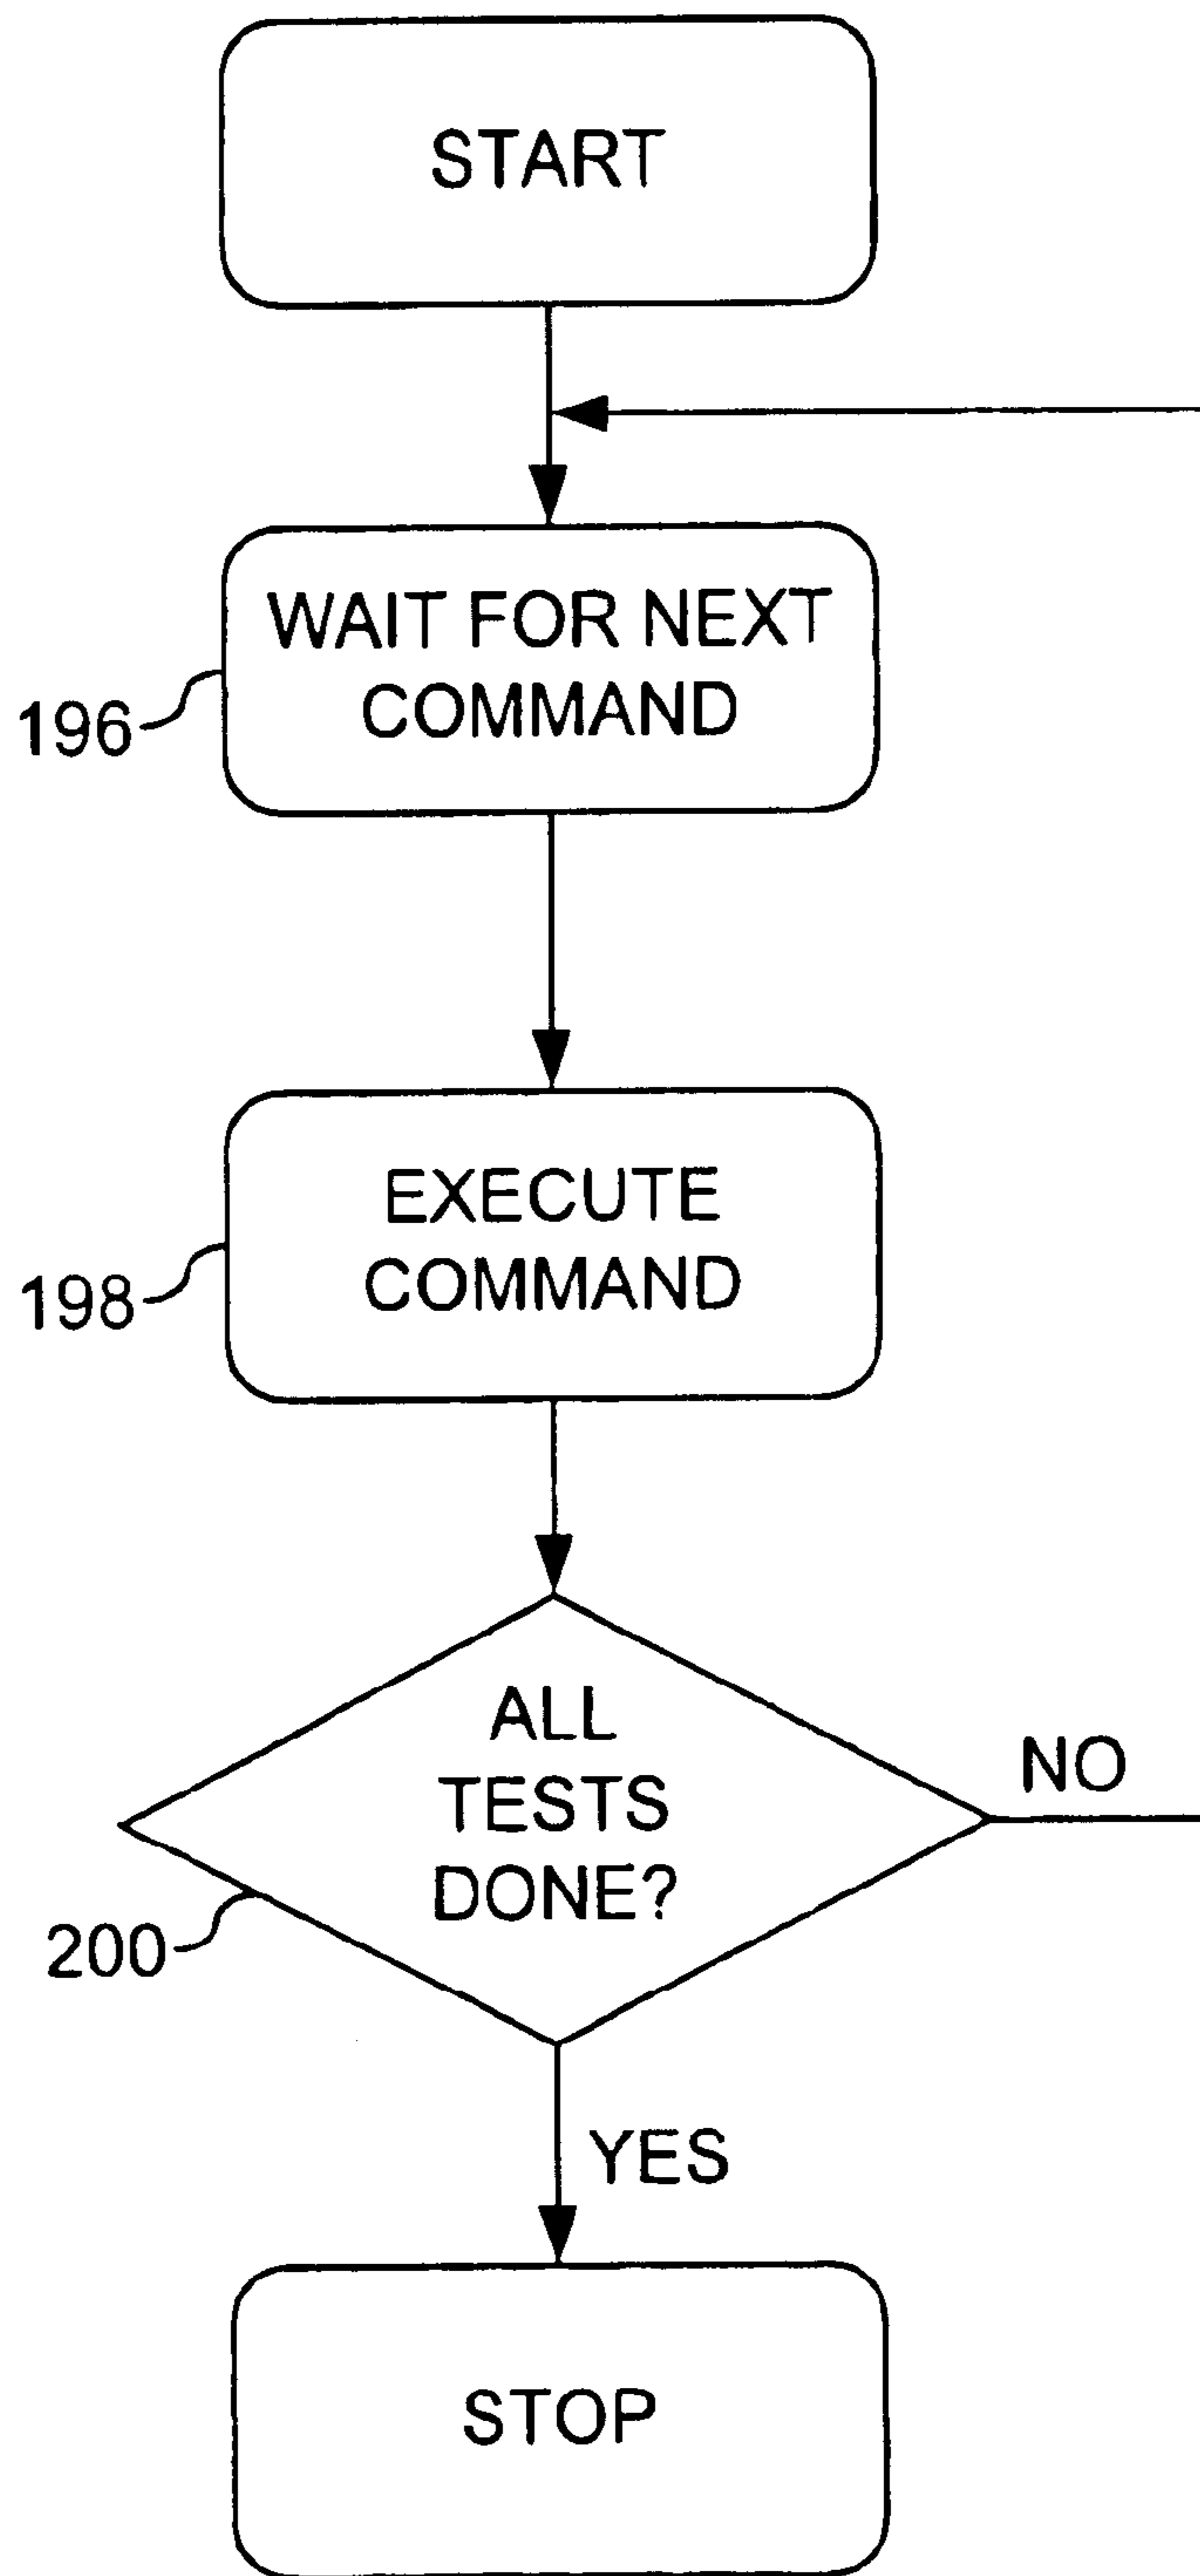 START
WAIT FOR NEXT
COMMAND
196
EXECUTE
COMMAND
198
ALL
TESTS
DONE?
NO
200
YES
STOP